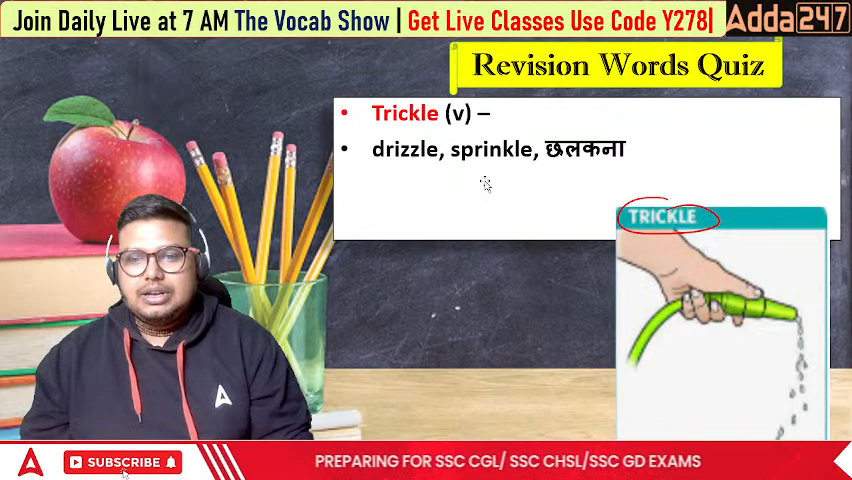 Join Daily Live at 7 AM The Vocab Show | Get Live Classes Use Code Y278|
Adda247
Revision Words Quiz
• Trickle (v) –
• drizzle, sprinkle, छलकना
TRICKLE
SUBSCRIBE
PREPARING FOR SSC CGL/ SSC CHSL/SSC GD EXAMS